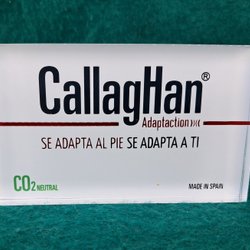 CallagHan®
Adaptaction
SE ADAPTA AL PIE SE ADAPTA A TI
CO2 NEUTRAL
MADE IN SPAIN